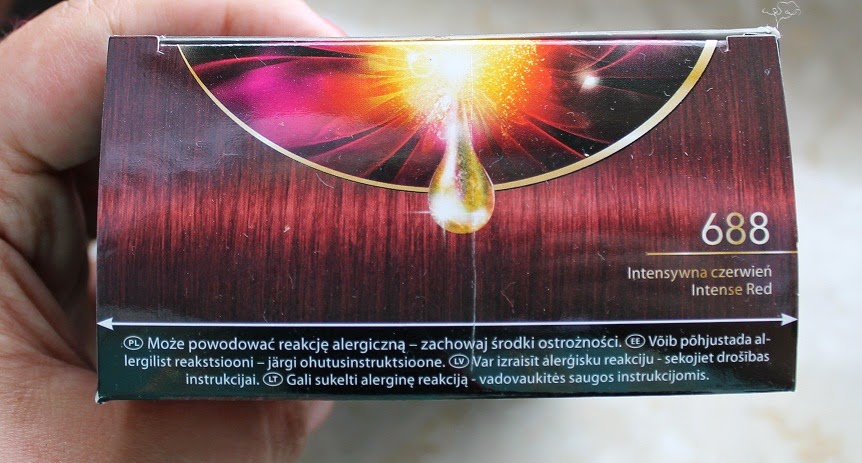 688
Intensywna czerwień
Intense Red
PL Może powodować reakcję alergiczną – zachowaj środki ostrożności. EE Võib põhjustada al-
lergilist reakstsiooni – järgi ohutusinstruktsioone. LV Var izraisīt alerģisku reakciju - sekojiet drošības
instrukcijai. LT Gali sukelti alerginę reakciją - vadovaukitės saugos instrukcijomis.